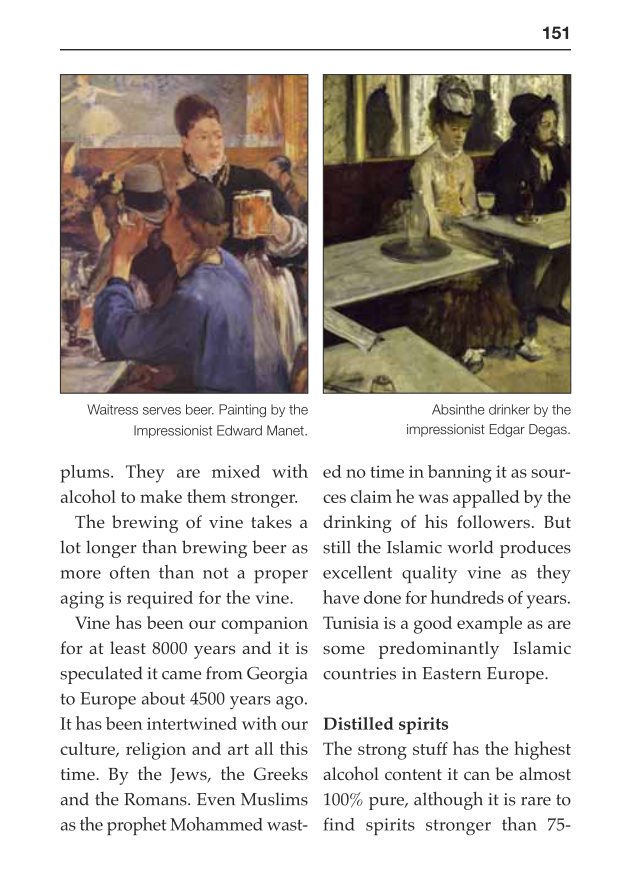 151
Waitress serves beer. Painting by the
Impressionist Edward Manet.
Absinthe drinker by the
impressionist Edgar Degas.
plums. They are mixed with
alcohol to make them stronger.
The brewing of vine takes a
lot longer than brewing beer as
more often than not a proper
aging is required for the vine.
Vine has been our companion
for at least 8000 years and it is
speculated it came from Georgia
to Europe about 4500 years ago.
It has been intertwined with our
culture, religion and art all this
time. By the Jews, the Greeks
and the Romans. Even Muslims
as the prophet Mohammed wast-
ed no time in banning it as sour-
ces claim he was appalled by the
drinking of his followers. But
still the Islamic world produces
excellent quality vine as they
have done for hundreds of years.
Tunisia is a good example as are
some predominantly Islamic
countries in Eastern Europe.
Distilled spirits
The strong stuff has the highest
alcohol content it can be almost
100% pure, although it is rare to
find spirits stronger than 75-